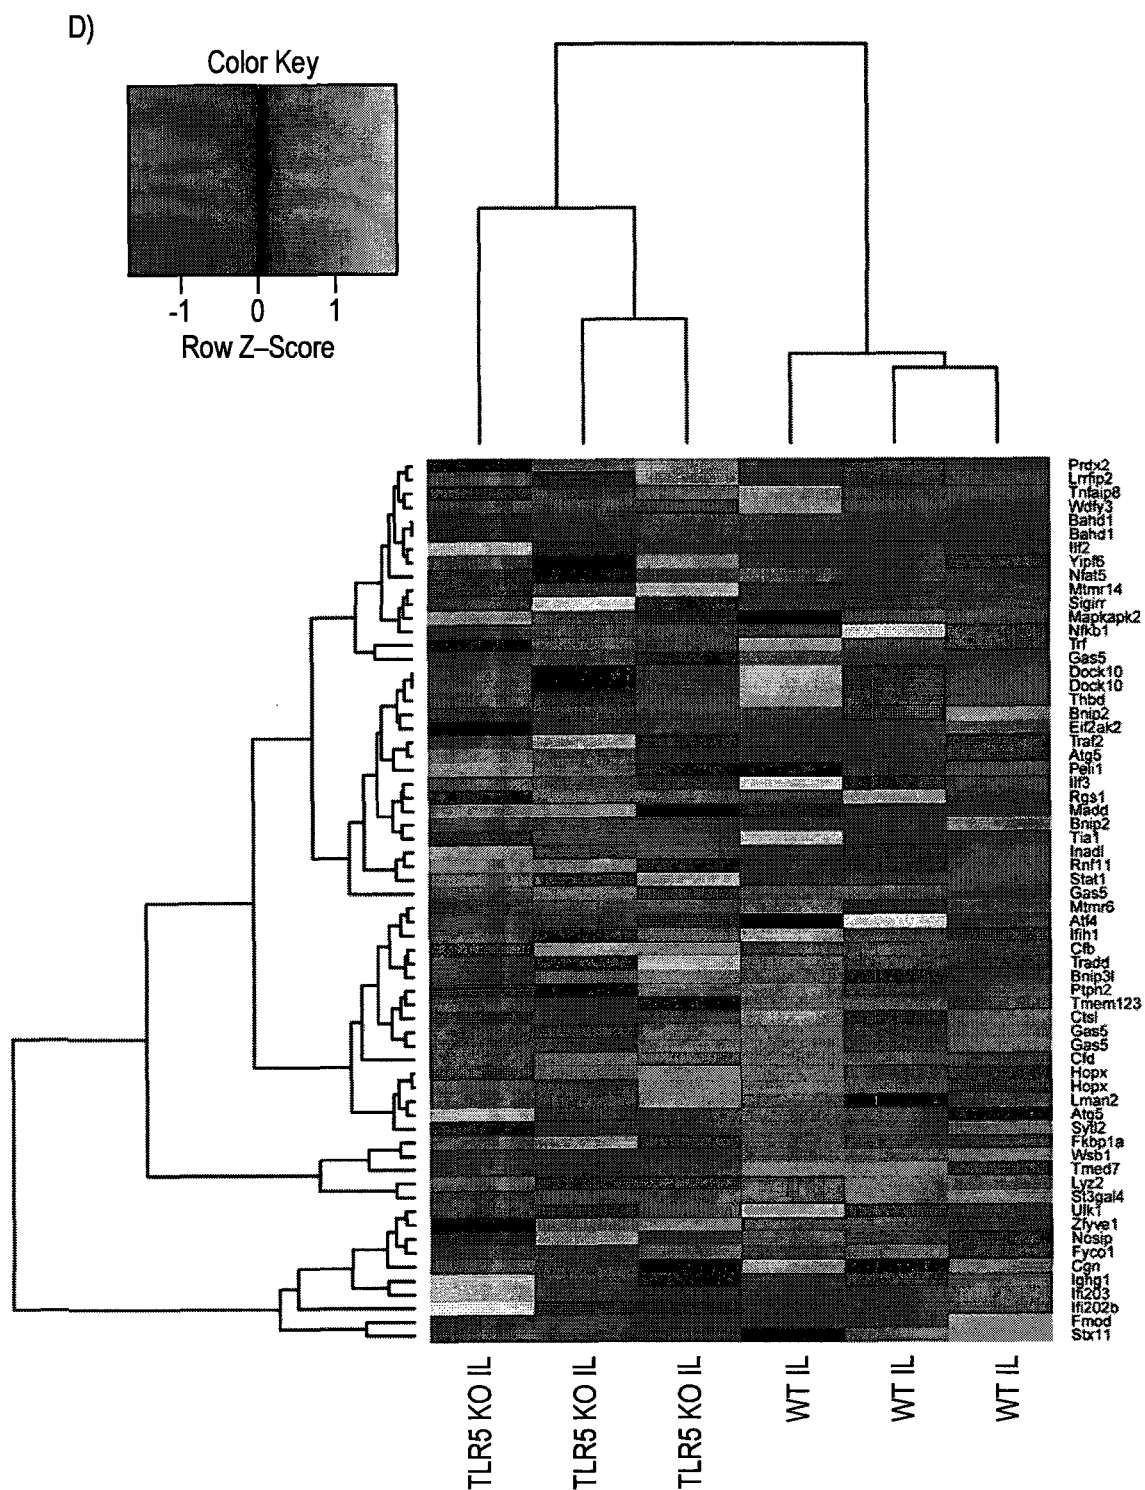 D)
Color Key
-1 0 1
Row Z–Score
Prdx2
Lrrfip2
Tnfaip8
Wdfy3
Bahd1
Bahd1
Ilf2
Yipf6
Nfat5
Mtmr14
Sigirr
Mapkapk2
Nfkb1
Trf
Gas5
Dock10
Dock10
Thbd
Bnip2
Eif2ak2
Traf2
Atg5
Peli1
Ilf3
Rgs1
Madd
Bnip2
Tia1
Inadl
Rnf11
Stat1
Gas5
Mtmr6
Atf4
Ifih1
Cfb
Tradd
Bnip3l
Ptph2
Tmem123
Ctsl
Gas5
Gas5
Cfd
Hopx
Hopx
Lman2
Atg5
Sytl2
Fkbp1a
Wsb1
Tmed7
Lyz2
St3gal4
Ulk1
Zfyve1
Nosip
Fyco1
Cgn
Ighg1
Ifi203
Ifi202b
Fmod
Stx11
TLR5 KO IL
TLR5 KO IL
TLR5 KO IL
WT IL
WT IL
WT IL